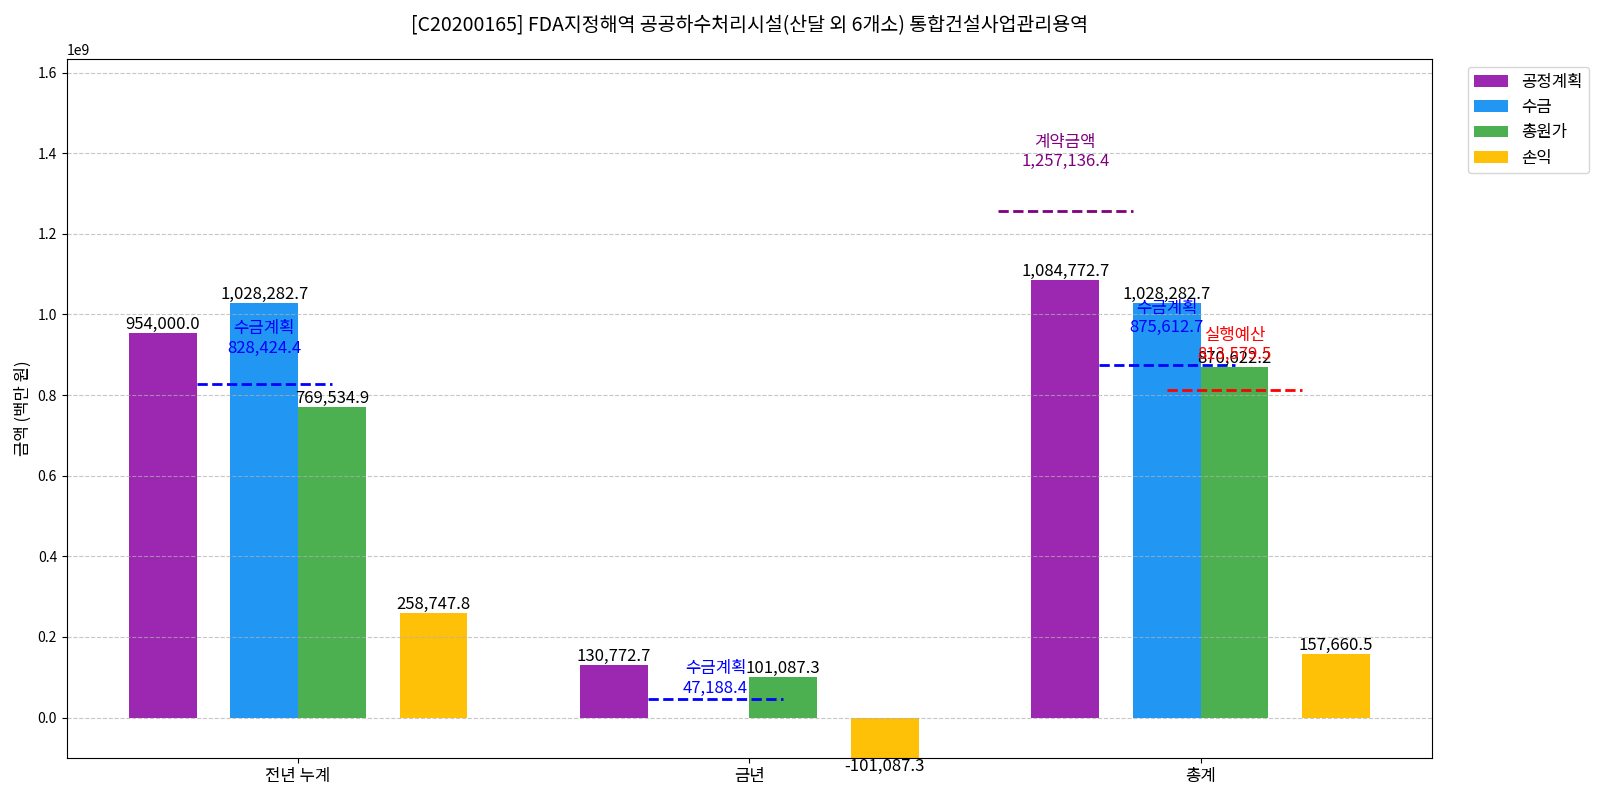 [C20200165] FDA지정해역 공공하수처리시설(산달 외 6개소) 통합건설사업관리용역
1e9
금액 (백만 원)
1.6
1.4
1.2
1.0
0.8
0.6
0.4
0.2
0.0
공정계획
수금
총원가
손익
계약금액
1,257,136.4
954,000.0
1,028,282.7
수금계획
828,424.4
769,534.9
258,747.8
130,772.7
수금계획
47,188.4
101,087.3
-101,087.3
1,084,772.7
1,028,282.7
수금계획
875,612.7
실행예산
813,579.5
870,622.2
157,660.5
전년 누계
금년
총계